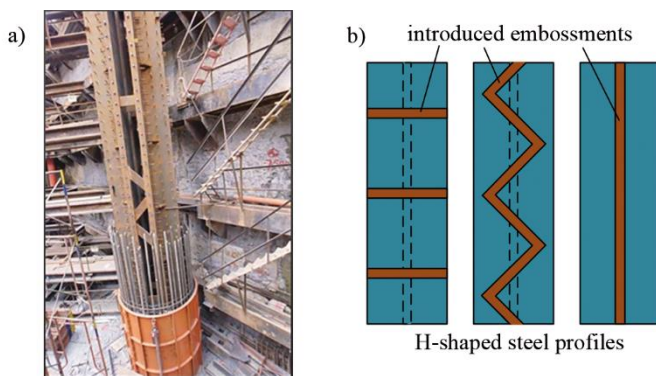 a)
b)
introduced embossments
H-shaped steel profiles